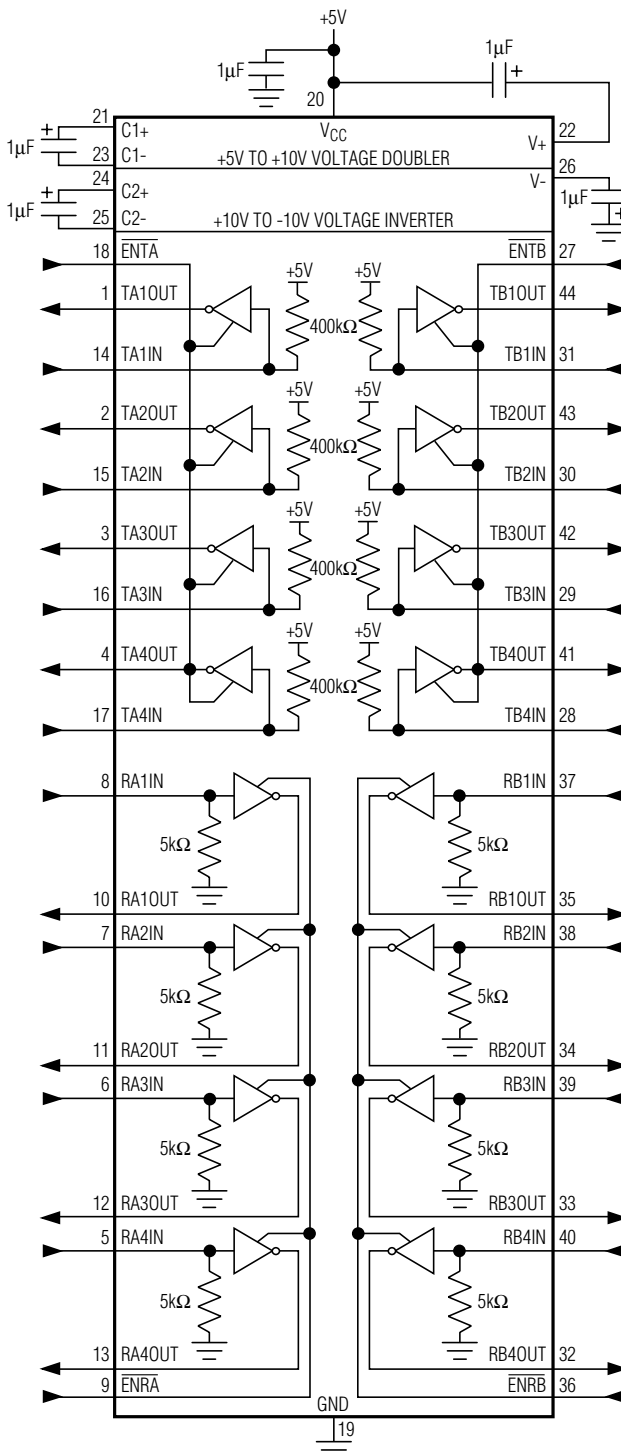 +5V
1µF
1µF
20
21
C1+
VCC
22
V+
1µF
23
C1-
+5V TO +10V VOLTAGE DOUBLER
26
V-
24
C2+
1µF
1µF
25
C2-
+10V TO -10V VOLTAGE INVERTER
18
ENTA
ENTB
27
+5V
+5V
1
TA1OUT
400kΩ
TB1OUT
44
14
TA1IN
TB1IN
31
+5V
+5V
2
TA2OUT
400kΩ
TB2OUT
43
15
TA2IN
TB2IN
30
+5V
+5V
3
TA3OUT
400kΩ
TB3OUT
42
16
TA3IN
TB3IN
29
+5V
+5V
4
TA4OUT
400kΩ
TB4OUT
41
17
TA4IN
TB4IN
28
8
RA1IN
RB1IN
37
5kΩ
5kΩ
10
RA1OUT
RB1OUT
35
7
RA2IN
RB2IN
38
5kΩ
5kΩ
11
RA2OUT
RB2OUT
34
6
RA3IN
RB3IN
39
5kΩ
5kΩ
12
RA3OUT
RB3OUT
33
5
RA4IN
RB4IN
40
5kΩ
5kΩ
13
RA4OUT
RB4OUT
32
9
ENRA
ENRB
36
GND
19